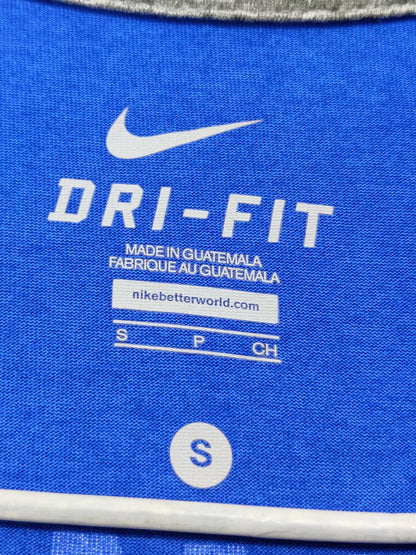 DRI-FIT
MADE IN GUATEMALA
FABRIQUE AU GUATEMALA
nikebetterworld.com
S P CH
S